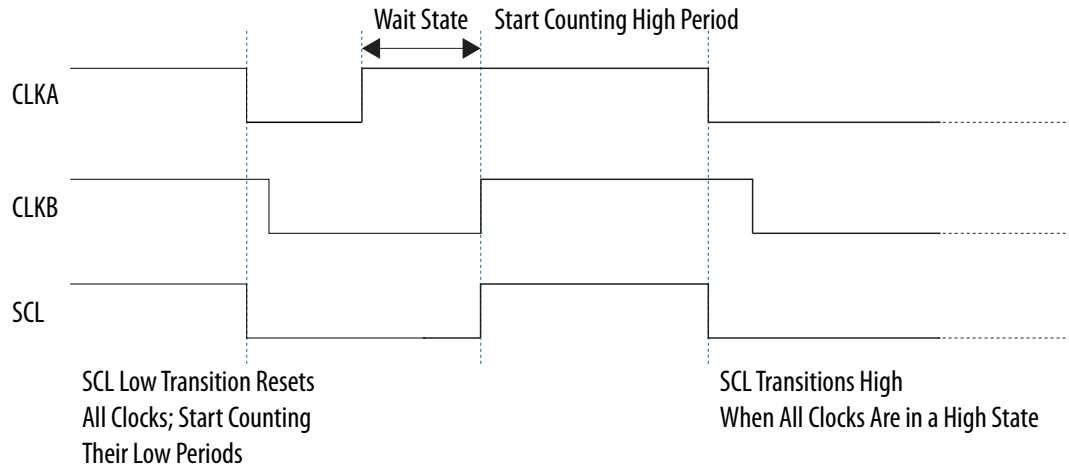 Wait State
Start Counting High Period
CLKA
CLKB
SCL
SCL Low Transition Resets
All Clocks; Start Counting
Their Low Periods
SCL Transitions High
When All Clocks Are in a High State